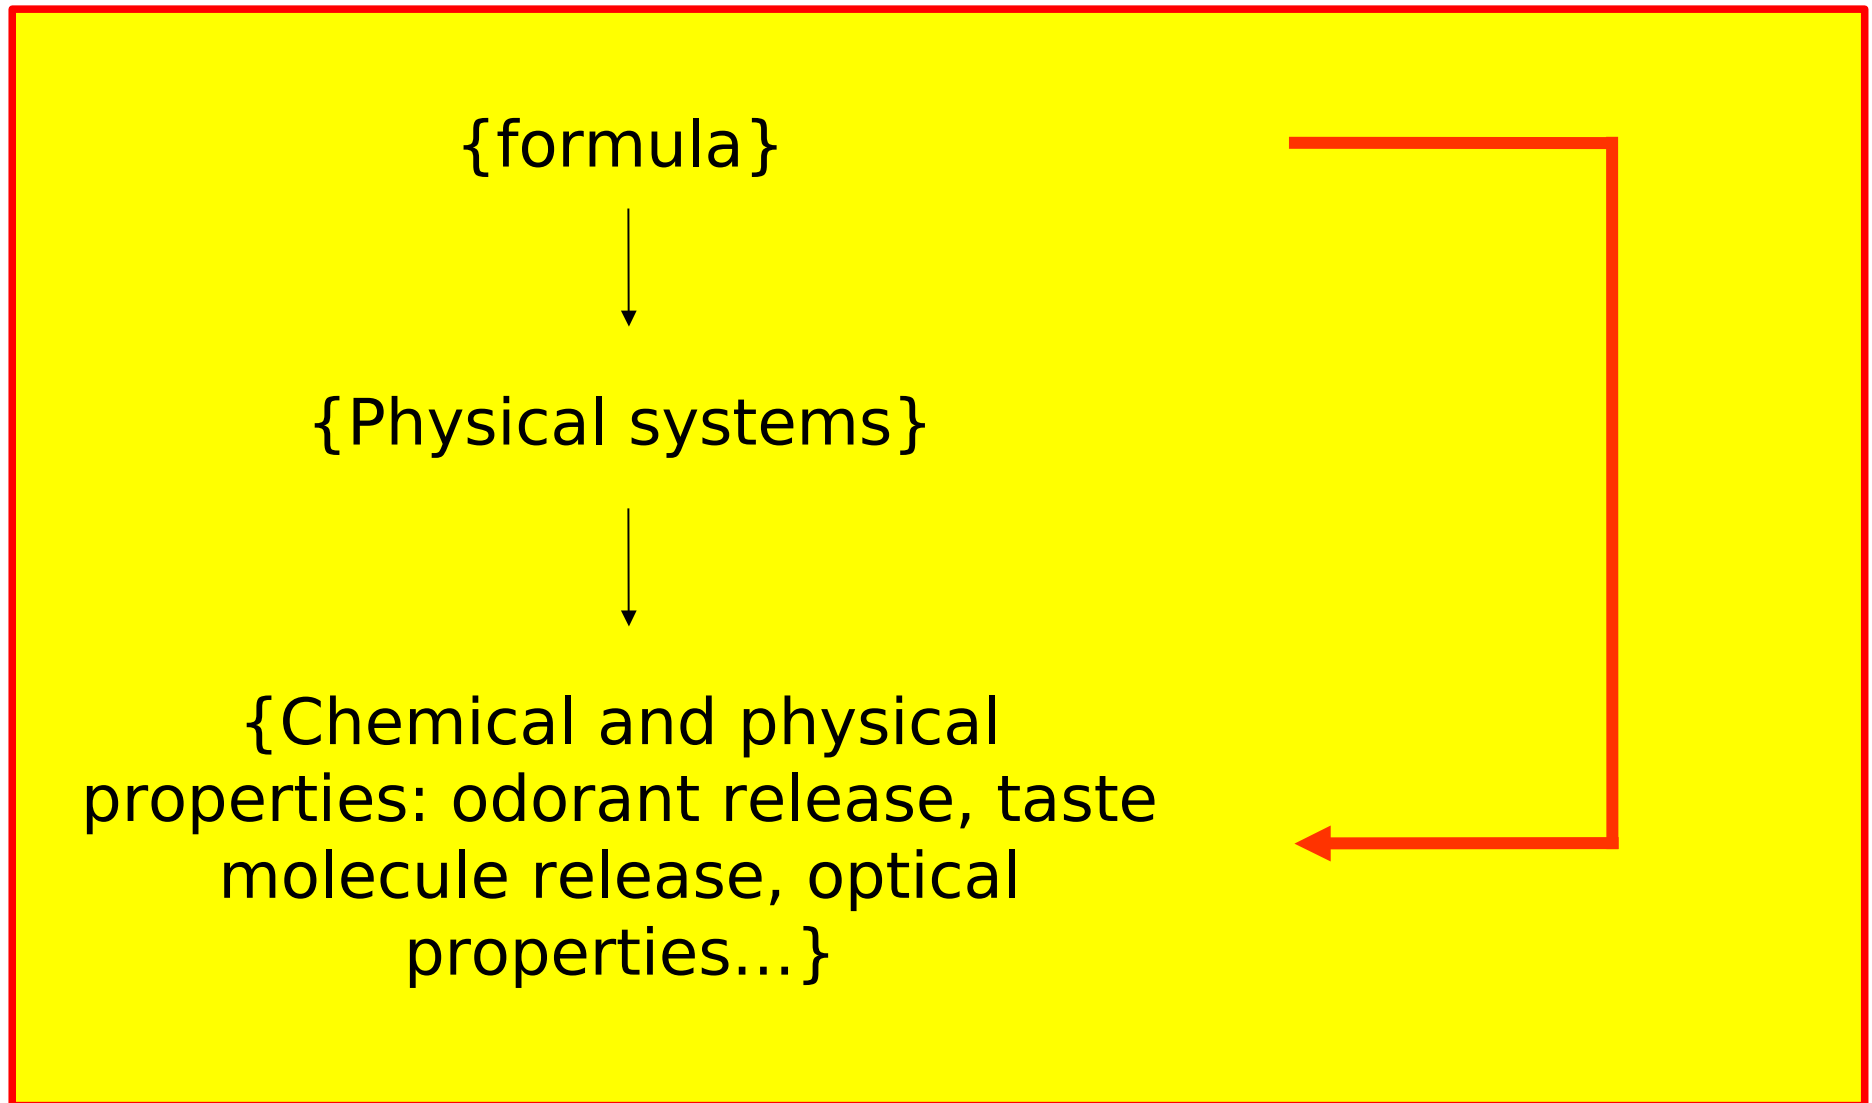 {formula}
{Physical systems}
{Chemical and physical
properties: odorant release, taste
molecule release, optical
properties...}